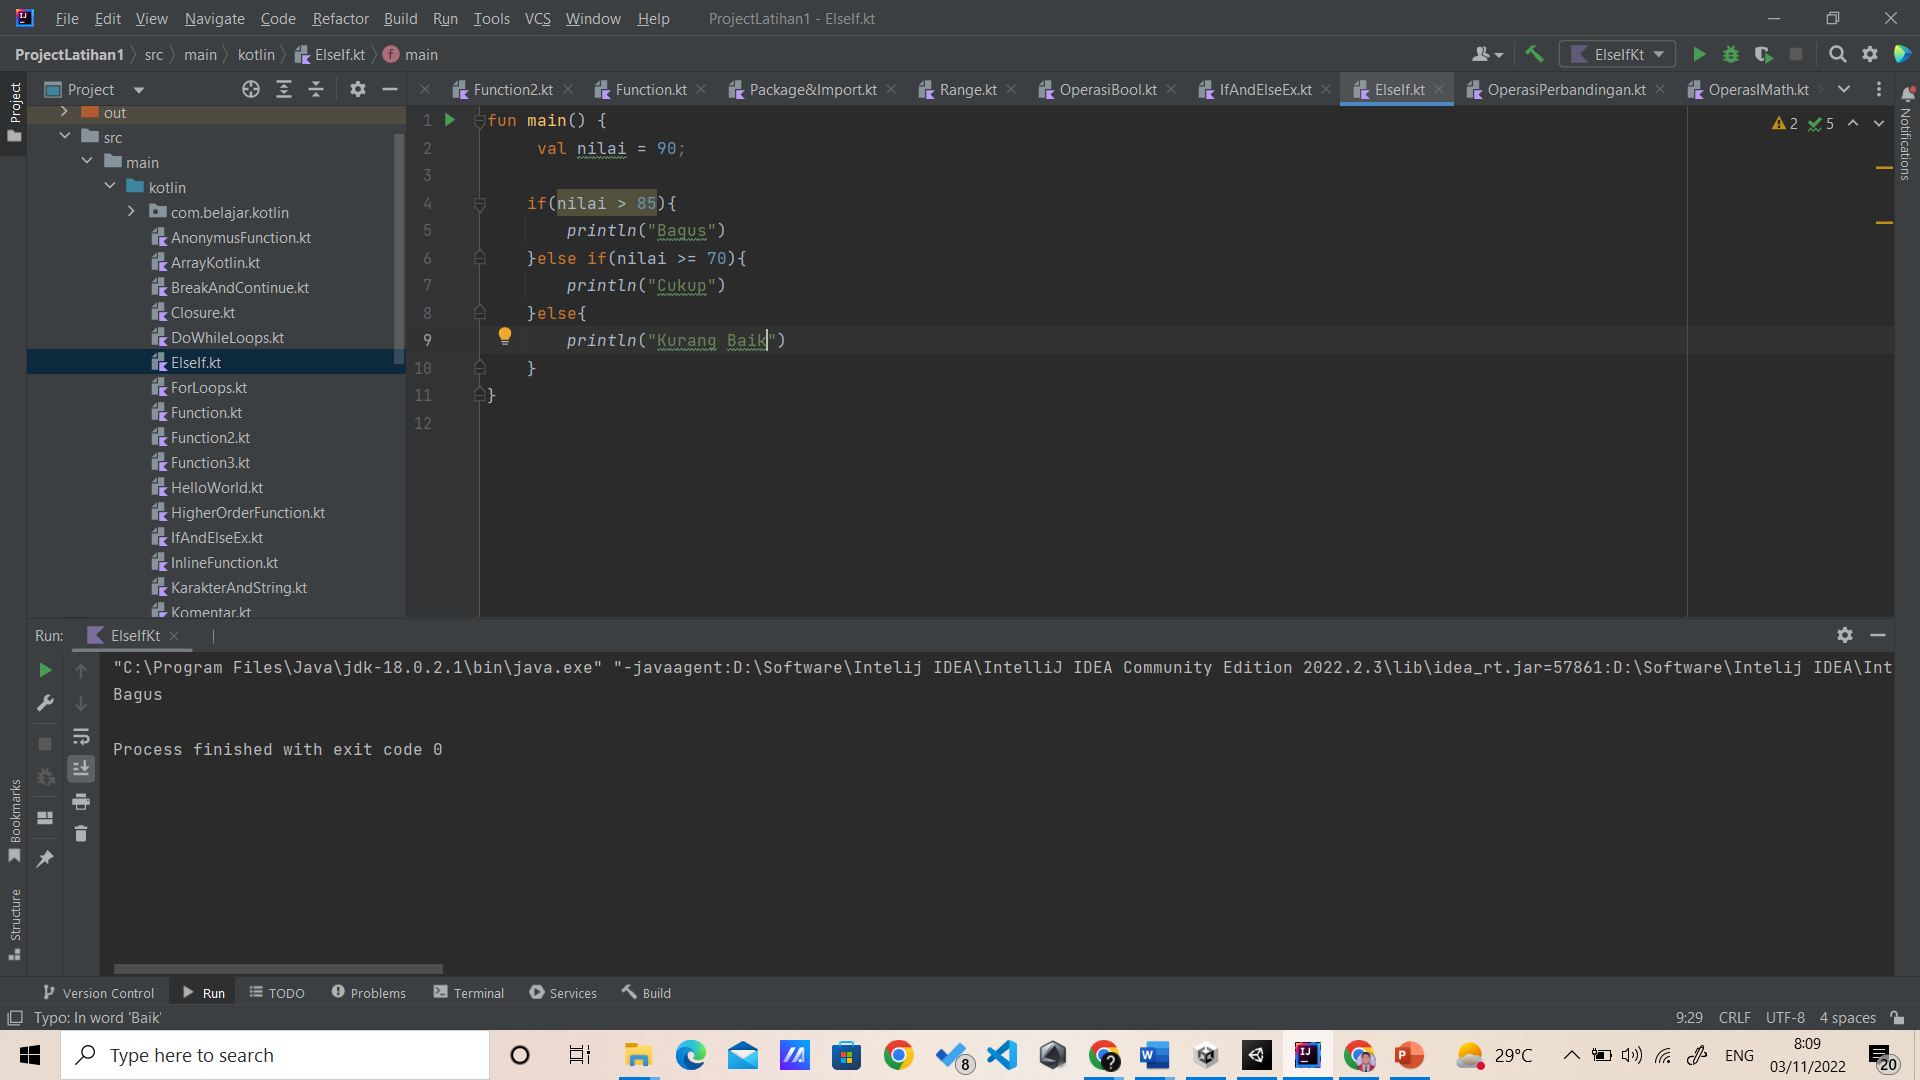 File Edit View Navigate Code Refactor Build Run Tools VCS Window Help ProjectLatihan1 - ElseIf.kt
ProjectLatihan1 src main kotlin ElseIf.kt main
ElseIfKt
Project
Function2.kt Function.kt Package&Import.kt Range.kt OperasiBool.kt IfAndElseEx.kt ElseIf.kt OperasiPerbandingan.kt OperasIMath.kt
Project
out
src
main
kotlin
com.belajar.kotlin
AnonymusFunction.kt
ArrayKotlin.kt
BreakAndContinue.kt
Closure.kt
DoWhileLoops.kt
ElseIf.kt
ForLoops.kt
Function.kt
Function2.kt
Function3.kt
HelloWorld.kt
HigherOrderFunction.kt
IfAndElseEx.kt
InlineFunction.kt
KarakterAndString.kt
Komentar.kt
1 fun main() {
2 val nilai = 90;
3
4 if(nilai > 85){
5 println("Bagus")
6 }else if(nilai >= 70){
7 println("Cukup")
8 }else{
9 println("Kurang Baik")
10 }
11 }
12
2 5
Notifications
Run: ElseIfKt
"C:\Program Files\Java\jdk-18.0.2.1\bin\java.exe" "-javaagent:D:\Software\Intelij IDEA\IntelliJ IDEA Community Edition 2022.2.3\lib\idea_rt.jar=57861:D:\Software\Intelij IDEA\Int
Bagus
Process finished with exit code 0
Bookmarks
Structure
Version Control Run TODO Problems Terminal Services Build
Typo: In word 'Baik' 9:29 CRLF UTF-8 4 spaces
Type here to search
8
29°C
ENG
8:09
03/11/2022
20